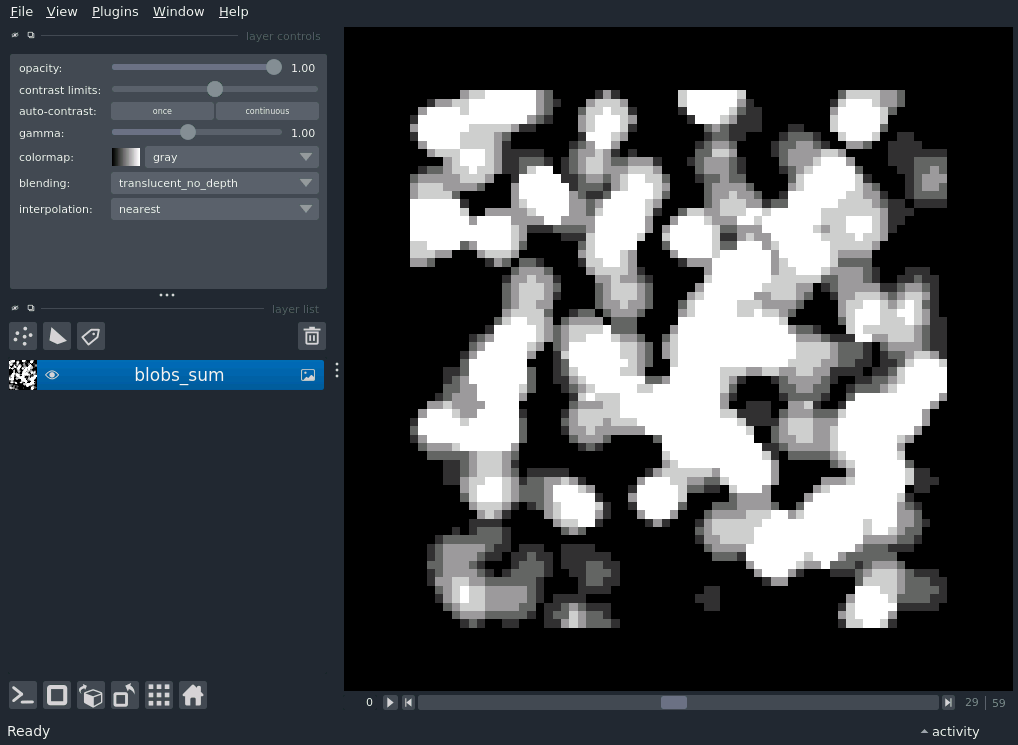 File View Plugins Window Help
layer controls
opacity: 1.00
contrast limits:
auto-contrast: once continuous
gamma: 1.00
colormap: gray
blending: translucent_no_depth
interpolation: nearest
layer list
blobs_sum
0 29 59
Ready activity